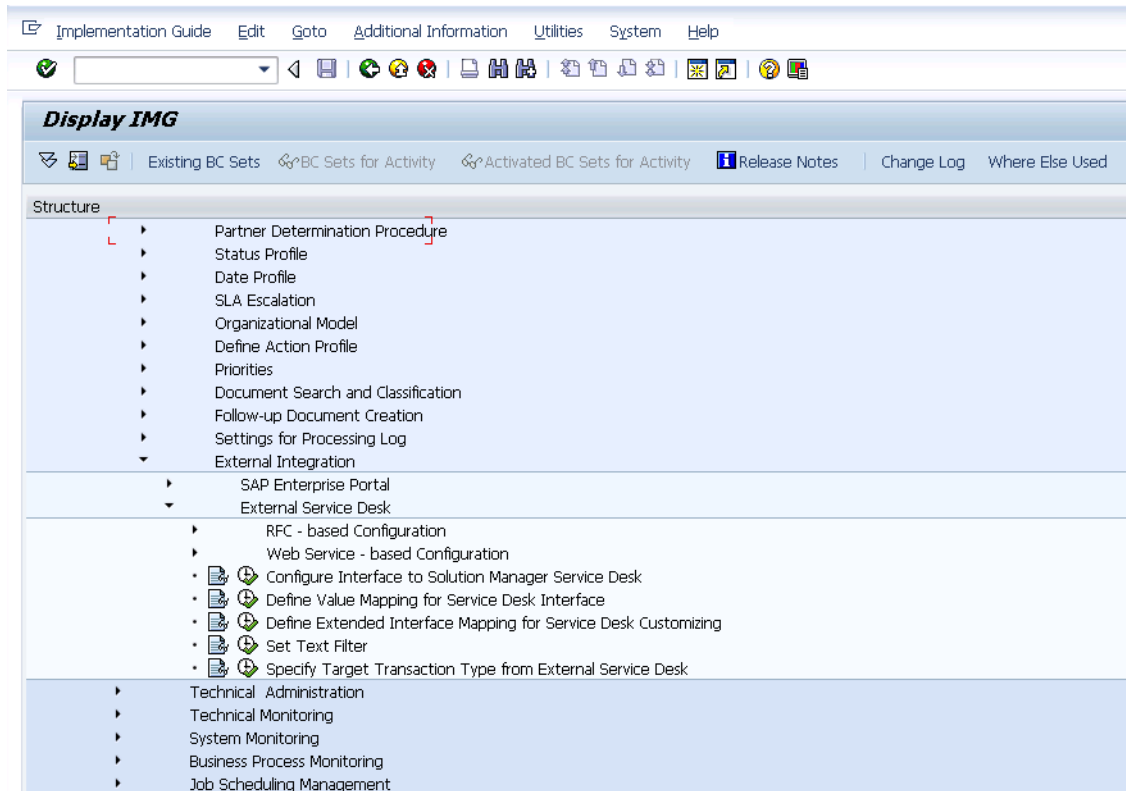 Implementation Guide Edit Goto Additional Information Utilities System Help
Display IMG
Existing BC Sets BC Sets for Activity Activated BC Sets for Activity Release Notes Change Log Where Else Used
Structure
Partner Determination Procedure
Status Profile
Date Profile
SLA Escalation
Organizational Model
Define Action Profile
Priorities
Document Search and Classification
Follow-up Document Creation
Settings for Processing Log
External Integration
SAP Enterprise Portal
External Service Desk
RFC - based Configuration
Web Service - based Configuration
Configure Interface to Solution Manager Service Desk
Define Value Mapping for Service Desk Interface
Define Extended Interface Mapping for Service Desk Customizing
Set Text Filter
Specify Target Transaction Type from External Service Desk
Technical Administration
Technical Monitoring
System Monitoring
Business Process Monitoring
Job Scheduling Management